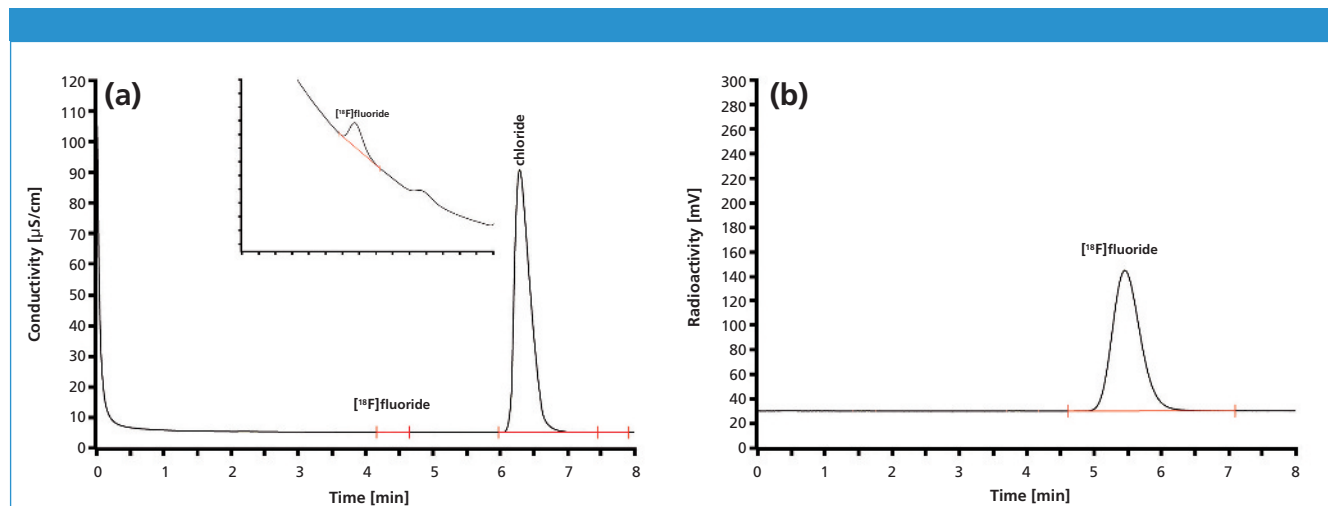 (a)
120
110
100
90
80
70
60
50
40
30
20
10
0
Conductivity [µS/cm]
[¹⁸F]fluoride
chloride
[¹⁸F]fluoride
0 1 2 3 4 5 6 7 8
Time [min]
(b)
300
280
260
240
220
200
180
160
140
120
100
80
60
40
20
0
Radioactivity [mV]
[¹⁸F]fluoride
0 1 2 3 4 5 6 7 8
Time [min]